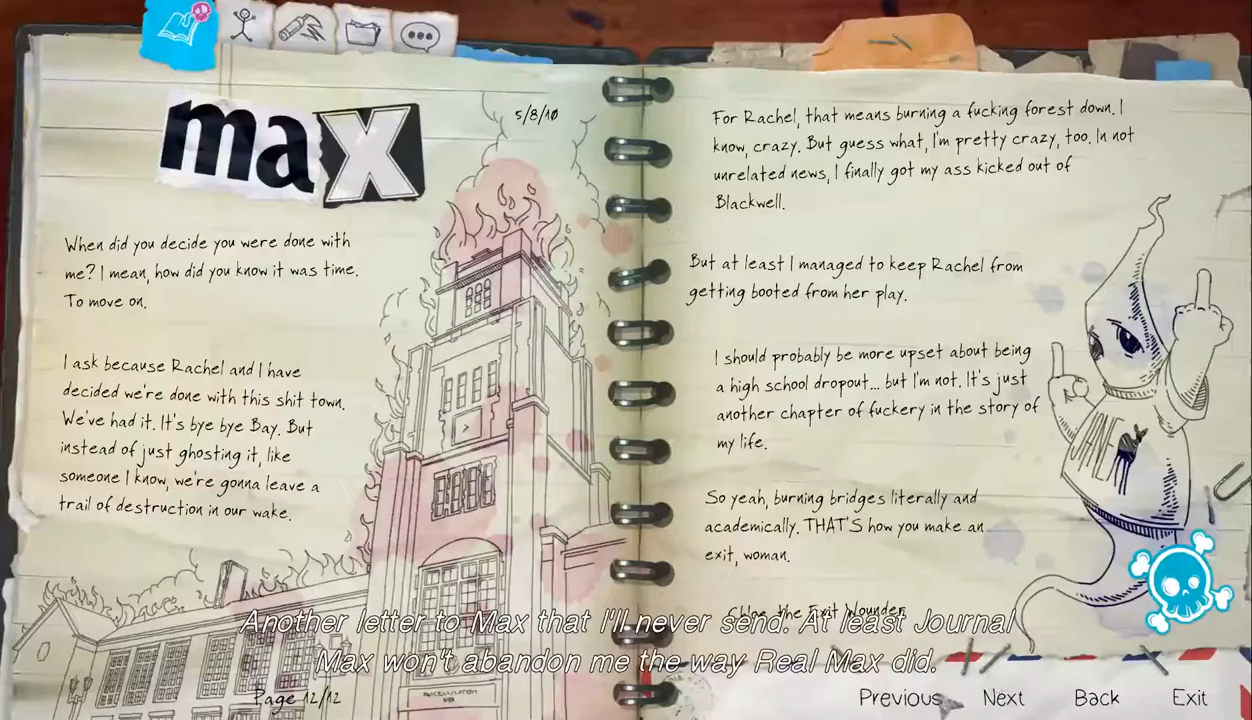 max
5/8/10
When did you decide you were done with
me? I mean, how did you know it was time.
To move on.
I ask because Rachel and I have
decided we're done with this shit town.
We've had it. It's bye bye Bay. But
instead of just ghosting it, like
someone I know, we're gonna leave a
trail of destruction in our wake.
For Rachel, that means burning a fucking forest down. I
know, crazy. But guess what, I'm pretty crazy, too. In not
unrelated news, I finally got my ass kicked out of
Blackwell.
But at least I managed to keep Rachel from
getting booted from her play.
I should probably be more upset about being
a high school dropout... but I'm not. It's just
another chapter of fuckery in the story of
my life.
So yeah, burning bridges literally and
academically. THAT'S how you make an
exit, woman.
Chloe the Exit Wounder
Another letter to Max that I'll never send. At least Journal
Max won't abandon me the way Real Max did.
Page 12/12
Previous
Next
Back
Exit